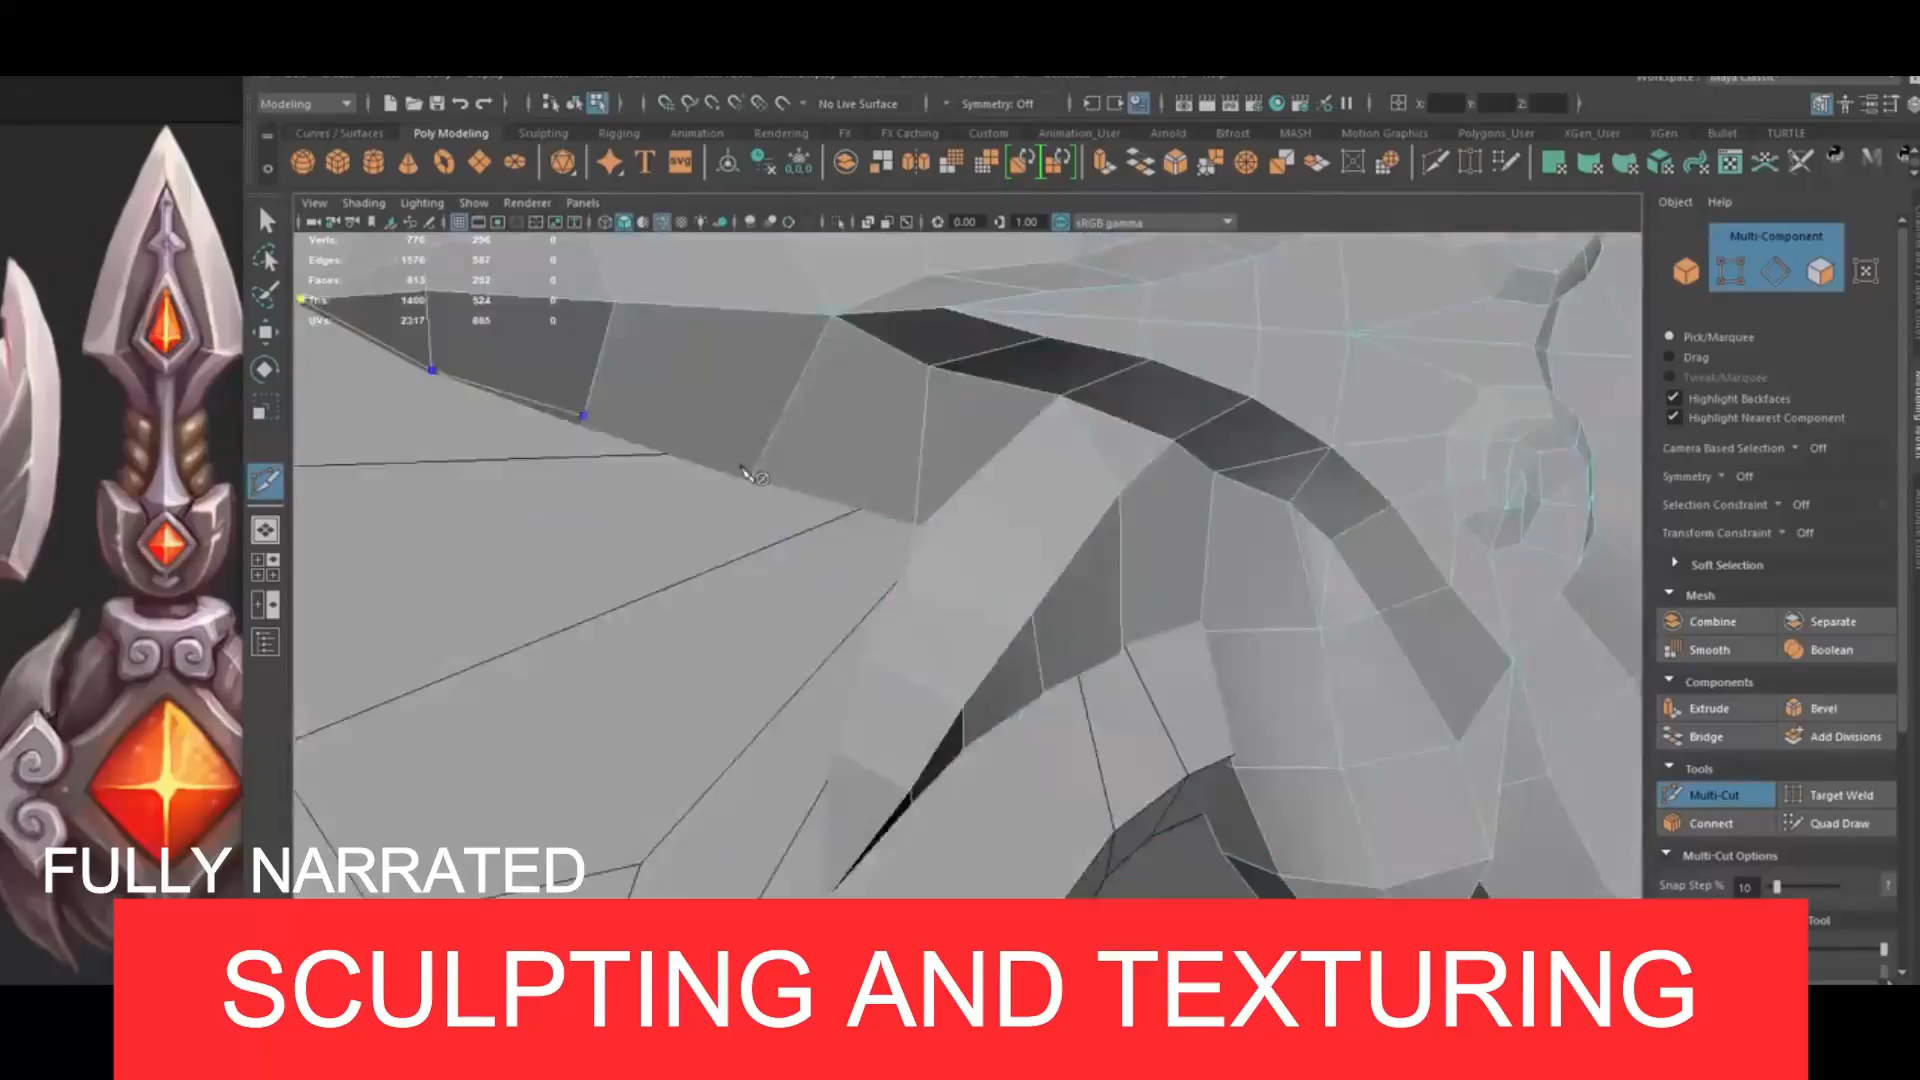 Modeling
No Live Surface
Symmetry: Off
X:
Y:
Z:
Curves / Surfaces
Poly Modeling
Sculpting
Rigging
Animation
Rendering
FX
FX Caching
Custom
Animation_User
Arnold
Bifrost
MASH
Motion Graphics
Polygons_User
XGen_User
XGen
Bullet
TURTLE
T
SVG
0,0,0
View
Shading
Lighting
Show
Renderer
Panels
0.00
1.00
sRGB gamma
Object
Help
Verts: 776 296 0
Edges: 1576 587 0
Faces: 815 292 0
Tris: 1400 524 0
UVs: 2317 685 0
Multi-Component
Pick/Marquee
Drag
Tweak/Marquee
Highlight Backfaces
Highlight Nearest Component
Camera Based Selection Off
Symmetry Off
Selection Constraint Off
Transform Constraint Off
Soft Selection
Mesh
Combine Separate
Smooth Boolean
Components
Extrude Bevel
Bridge Add Divisions
Tools
Multi-Cut Target Weld
Connect Quad Draw
Multi-Cut Options
Snap Step % 10 ?
Tool
FULLY NARRATED
SCULPTING AND TEXTURING